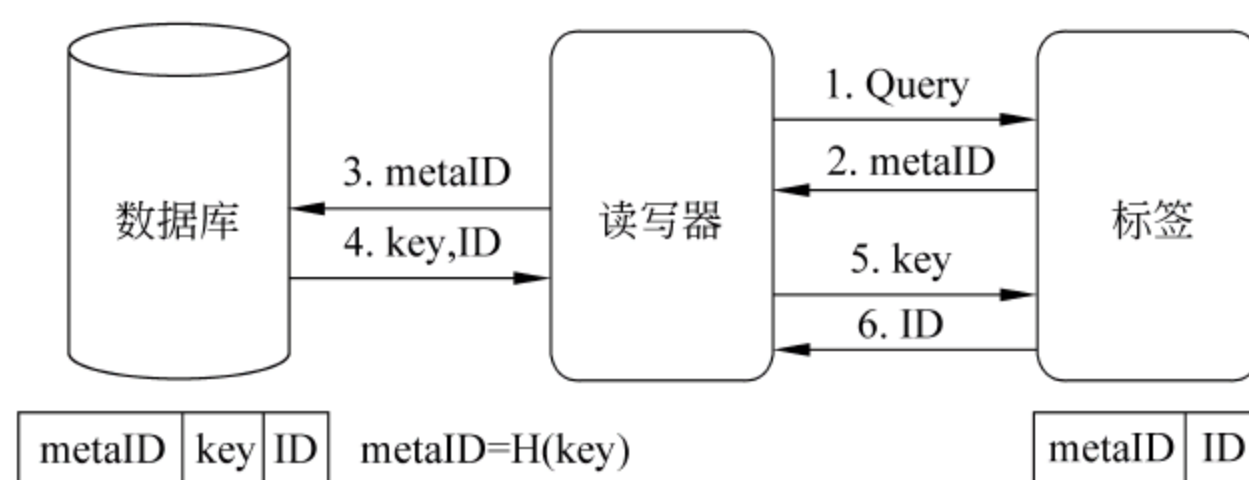 1. Query
2. metaID
3. metaID
4. key,ID
5. key
6. ID
数据库
读写器
标签
metaID key ID
metaID=H(key)
metaID ID